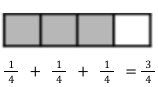 1/4 + 1/4 + 1/4 = 3/4